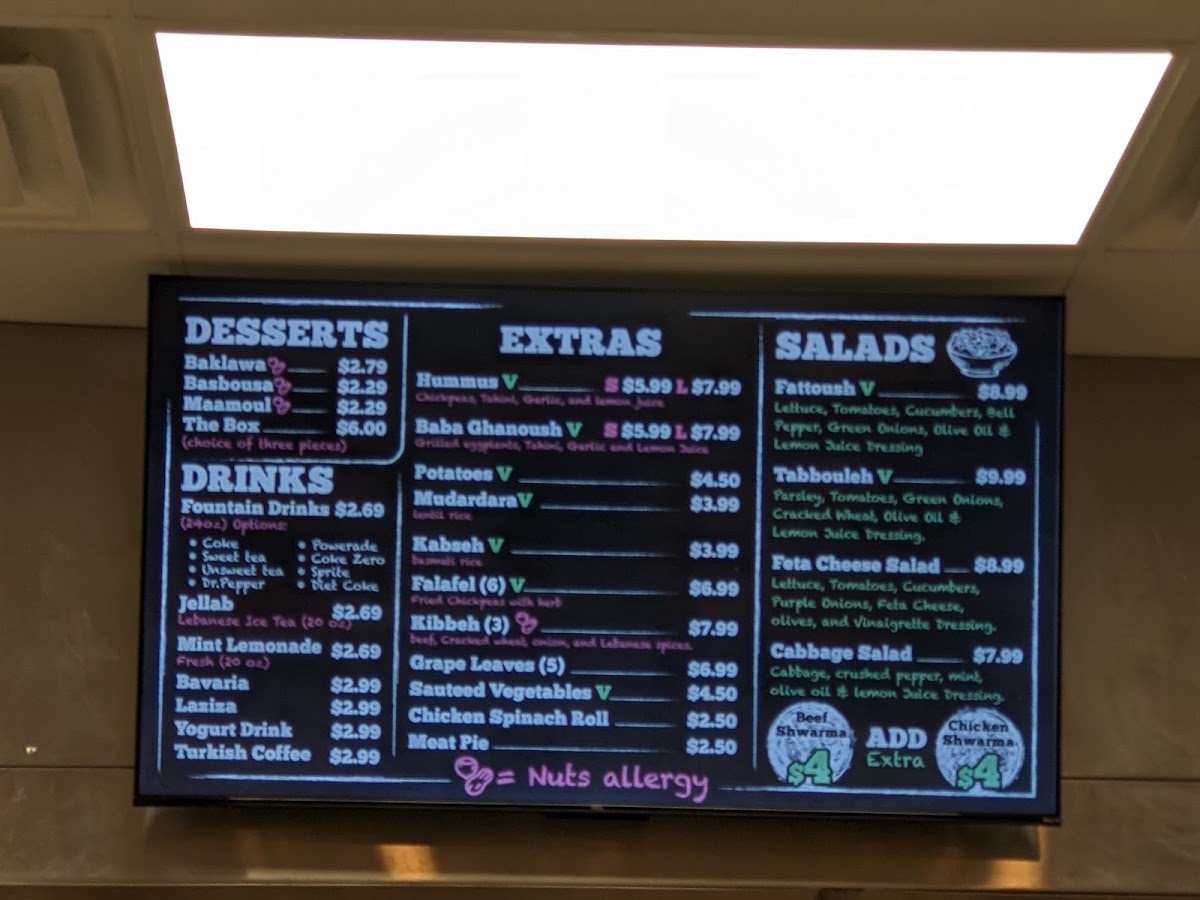 DESSERTS
Baklawa $2.79
Basbousa $2.29
Maamoul $2.29
The Box $6.00
(choice of three pieces)
DRINKS
Fountain Drinks $2.69
(24oz) Options:
• Coke
• Sweet tea
• Unsweet tea
• Dr.Pepper
• Powerade
• Coke Zero
• Sprite
• Diet Coke
Jellab $2.69
Lebanese Ice Tea (20 oz)
Mint Lemonade $2.69
Fresh (20 oz)
Bavaria $2.99
Laziza $2.99
Yogurt Drink $2.99
Turkish Coffee $2.99
EXTRAS
Hummus V S $5.99 L $7.99
Chickpeas, Tahini, Garlic, and lemon juice
Baba Ghanoush V S $5.99 L $7.99
Grilled eggplants, Tahini, Garlic and Lemon Juice
Potatoes V $4.50
Mudardara V $3.99
lentil rice
Kabseh V $3.99
basmati rice
Falafel (6) V $6.99
Fried Chickpeas with herb
Kibbeh (3) $7.99
beef, Cracked wheat, onion, and Lebanese spices.
Grape Leaves (5) $6.99
Sauteed Vegetables V $4.50
Chicken Spinach Roll $2.50
Meat Pie $2.50
= Nuts allergy
SALADS
Fattoush V $8.99
Lettuce, Tomatoes, Cucumbers, Bell
Pepper, Green Onions, Olive Oil &
Lemon Juice Dressing
Tabbouleh V $9.99
Parsley, Tomatoes, Green Onions,
Cracked Wheat, Olive Oil &
Lemon Juice Dressing.
Feta Cheese Salad $8.99
Lettuce, Tomatoes, Cucumbers,
Purple Onions, Feta Cheese,
olives, and Vinaigrette Dressing.
Cabbage Salad $7.99
Cabbage, crushed pepper, mint,
olive oil & lemon Juice Dressing.
Beef
Shwarma
$4
ADD
Extra
Chicken
Shwarma
$4